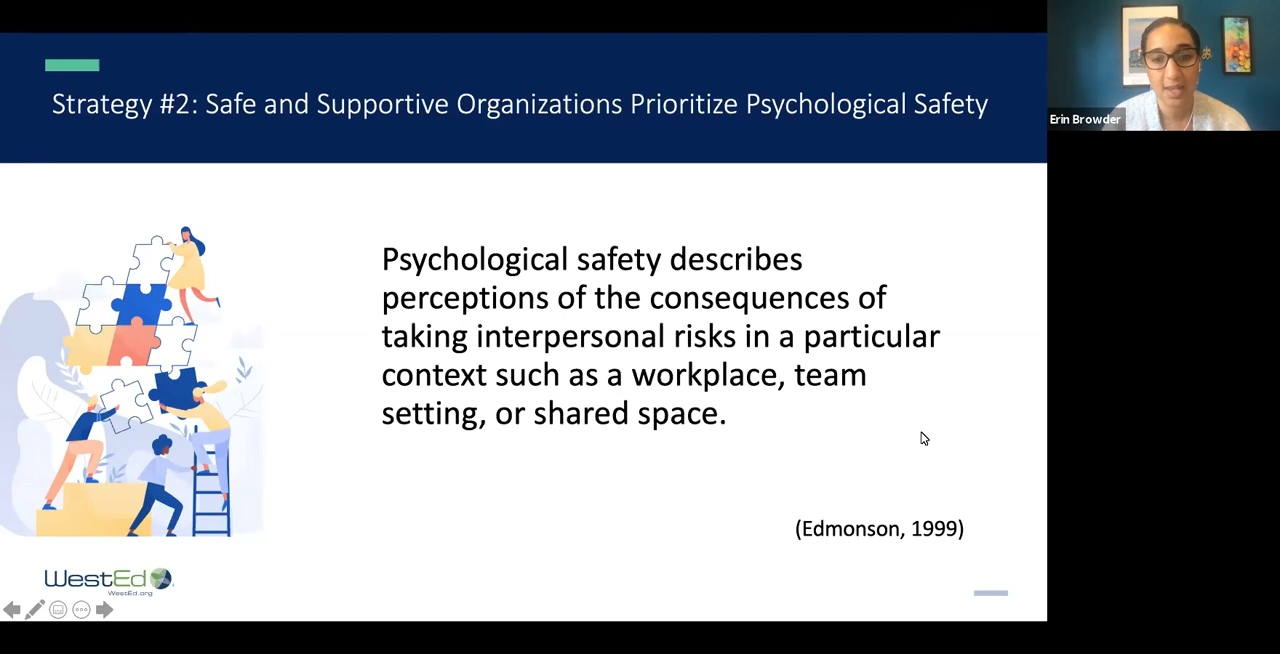 Strategy #2: Safe and Supportive Organizations Prioritize Psychological Safety
Erin Browder
Psychological safety describes
perceptions of the consequences of
taking interpersonal risks in a particular
context such as a workplace, team
setting, or shared space.
(Edmonson, 1999)
WestEd
WestEd.org